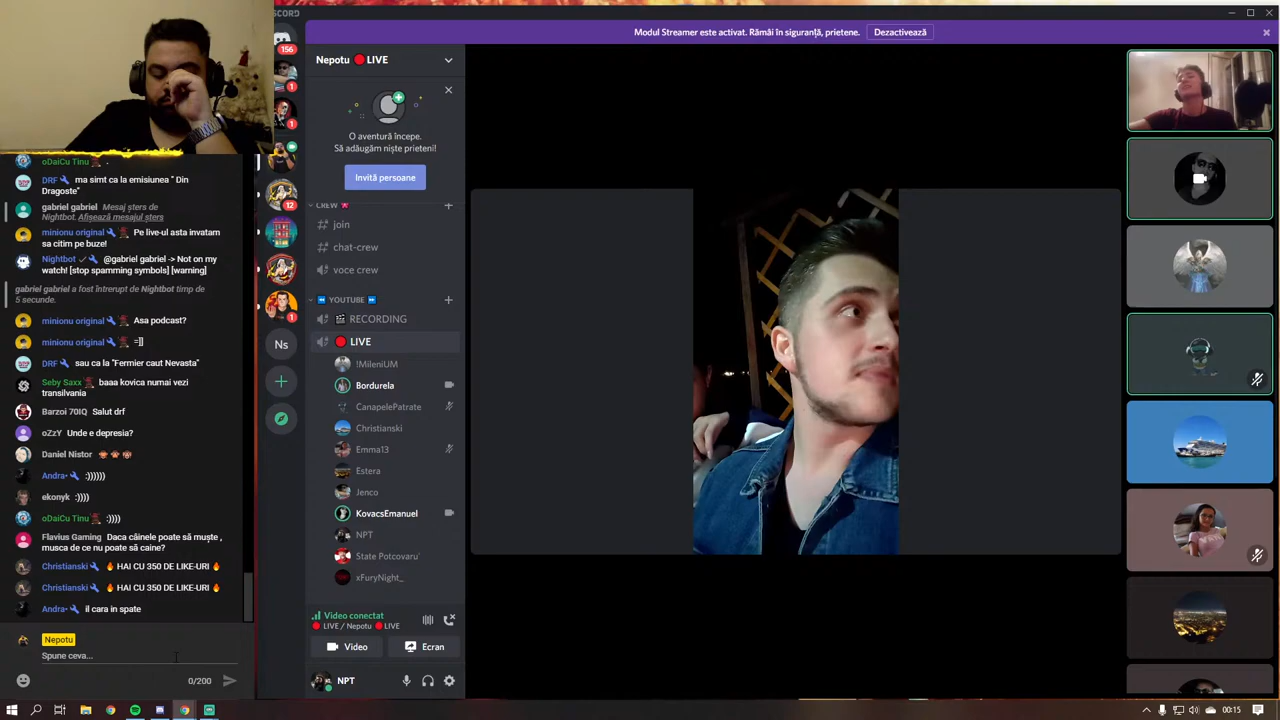 SCORD
Modul Streamer este activat. Rămâi în siguranță, prietene.
Dezactivează
156
1
1
12
1
Ns
oDaiCu Tinu .
DRF ma simt ca la emisiunea " Din
Dragoste"
gabriel gabriel Mesaj șters de
Nightbot. Afișează mesajul șters
minionu original Pe live-ul asta invatam
sa citim pe buze!
Nightbot @gabriel gabriel -> Not on my
watch! [stop spamming symbols] [warning]
gabriel gabriel a fost întrerupt de Nightbot timp de
5 secunde.
minionu original Asa podcast?
minionu original =]]
DRF sau ca la "Fermier caut Nevasta"
Seby Saxx baaa kovica numai vezi
transilvania
Barzoi 70IQ Salut drf
oZzY Unde e depresia?
Daniel Nistor
Andra• :))))))
ekonyk :))))
oDaiCu Tinu :))))
Flavius Gaming Daca câinele poate să muște ,
musca de ce nu poate să caine?
Christianski HAI CU 350 DE LIKE-URI
Christianski HAI CU 350 DE LIKE-URI
Andra• il cara in spate
Nepotu
Spune ceva...
0/200
Nepotu LIVE
O aventură începe.
Să adăugăm niște prieteni!
Invită persoane
CREW
join
chat-crew
voce crew
YOUTUBE
RECORDING
LIVE
!MileniUM
Bordurela
CanapelePatrate
Christianski
Emma13
Estera
Jenco
KovacsEmanuel
NPT
State Potcovaru'
xFuryNight_
Video conectat
LIVE / Nepotu LIVE
Video
Ecran
NPT
00:15